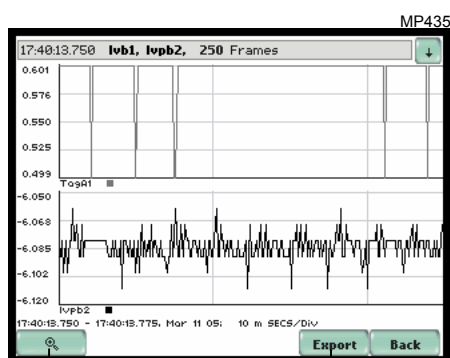 MP435
17:40:13.750 lvb1, lvpb2, 250 Frames
0.601
0.576
0.550
0.525
0.499
TagA1
-6.050
-6.068
-6.085
-6.102
-6.120
lvpb2
17:40:13.750 - 17:40:13.775, Mar 11 05; 10 m SECS/Div
Export Back